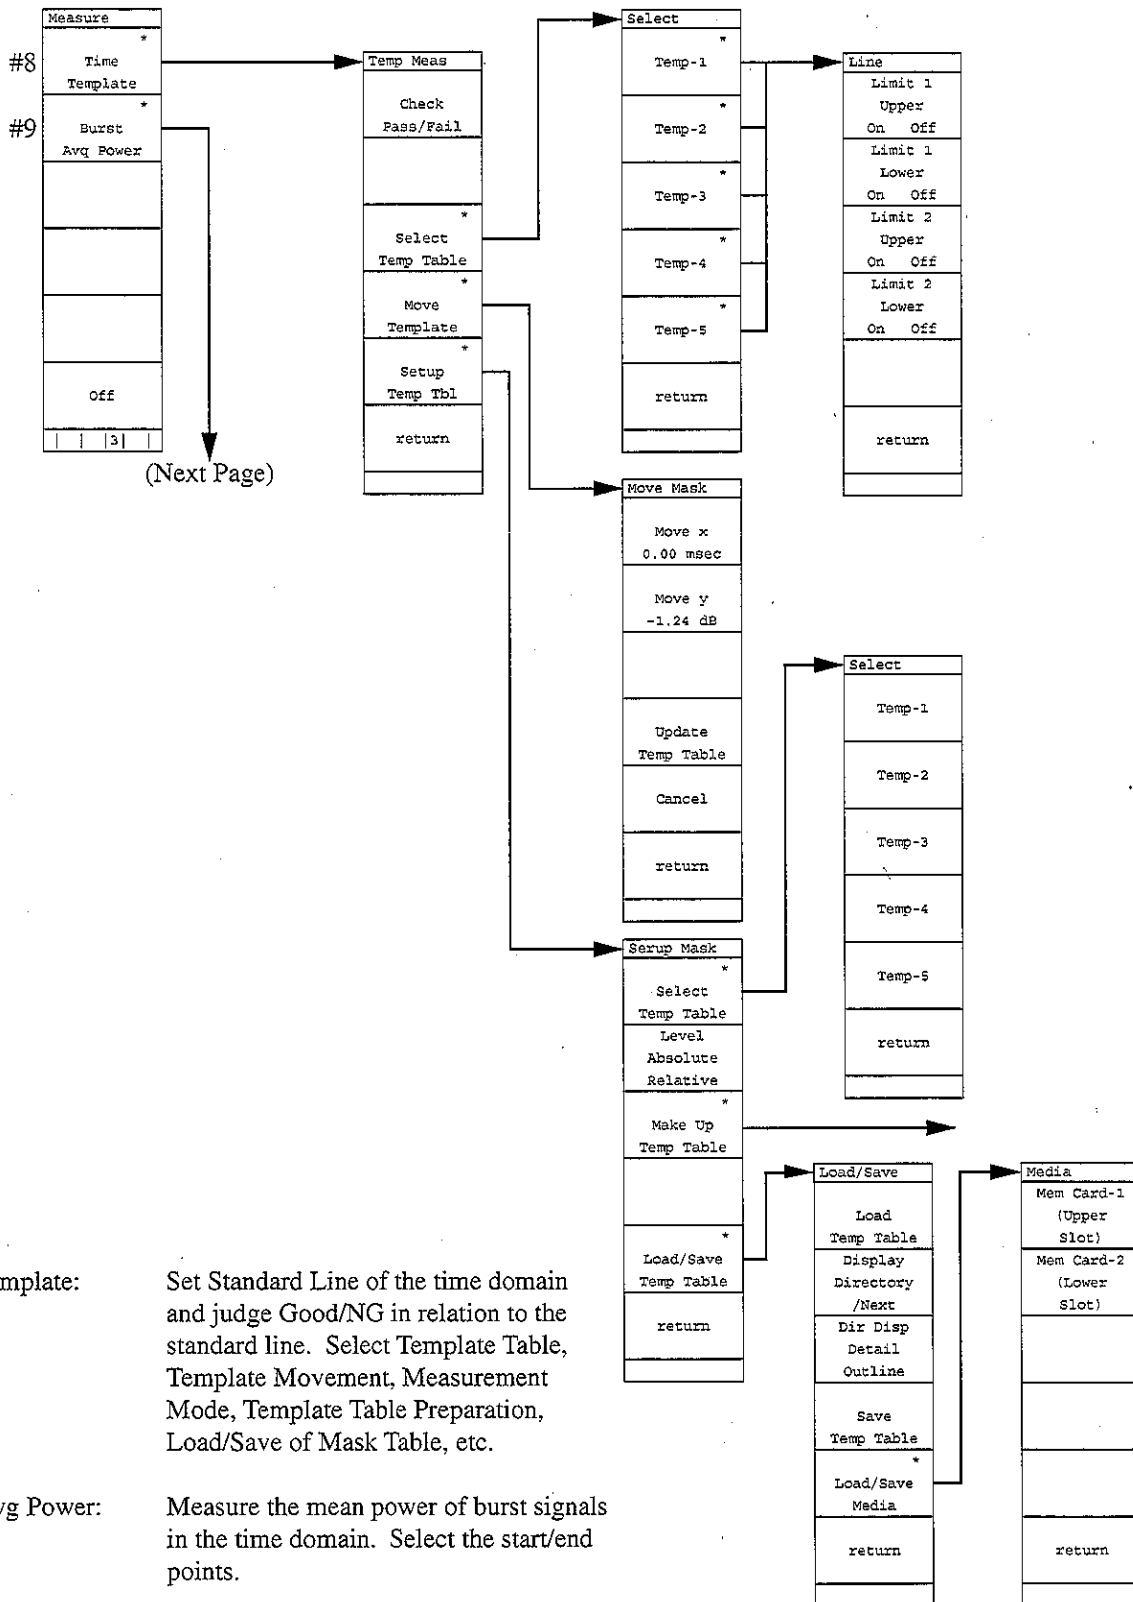 Measure
*
#8
Time
Template
*
#9
Burst
Avq Power
Off
| | |3| |
(Next Page)
Temp Meas
Check
Pass/Fail
*
Select
Temp Table
*
Move
Template
*
Setup
Temp Tbl
return
Select
*
Temp-1
*
Temp-2
*
Temp-3
*
Temp-4
*
Temp-5
return
Line
Limit 1
Upper
On Off
Limit 1
Lower
On Off
Limit 2
Upper
On Off
Limit 2
Lower
On Off
return
Move Mask
Move x
0.00 msec
Move y
-1.24 dB
Update
Temp Table
Cancel
return
Select
Temp-1
Temp-2
Temp-3
Temp-4
Temp-5
return
Serup Mask
*
Select
Temp Table
Level
Absolute
Relative
*
Make Up
Temp Table
*
Load/Save
Temp Table
return
Load/Save
Load
Temp Table
Display
Directory
/Next
Dir Disp
Detail
Outline
Save
Temp Table
*
Load/Save
Media
return
Media
Mem Card-1
(Upper
Slot)
Mem Card-2
(Lower
Slot)
return
mplate: Set Standard Line of the time domain
and judge Good/NG in relation to the
standard line. Select Template Table,
Template Movement, Measurement
Mode, Template Table Preparation,
Load/Save of Mask Table, etc.
vg Power: Measure the mean power of burst signals
in the time domain. Select the start/end
points.